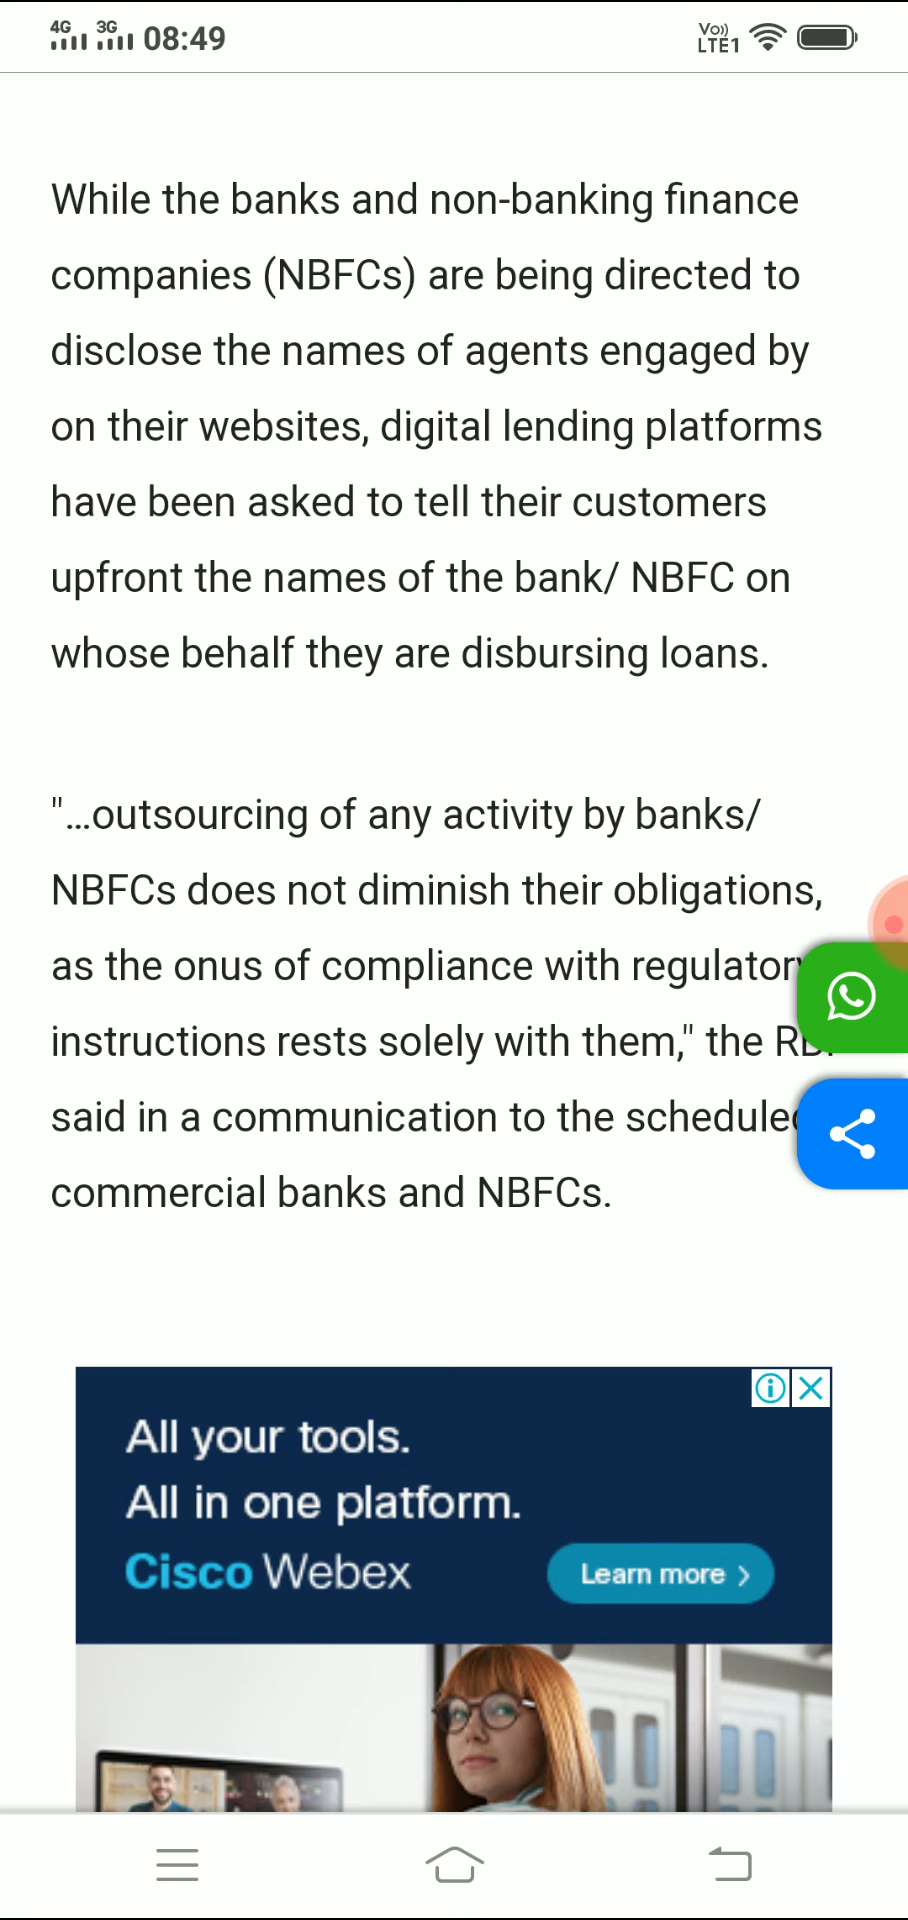 4G 3G 08:49 Vo)) LTE1
While the banks and non-banking finance
companies (NBFCs) are being directed to
disclose the names of agents engaged by
on their websites, digital lending platforms
have been asked to tell their customers
upfront the names of the bank/ NBFC on
whose behalf they are disbursing loans.
"...outsourcing of any activity by banks/
NBFCs does not diminish their obligations,
as the onus of compliance with regulatory
instructions rests solely with them," the RBI
said in a communication to the scheduled
commercial banks and NBFCs.
All your tools.
All in one platform.
Cisco Webex
Learn more >